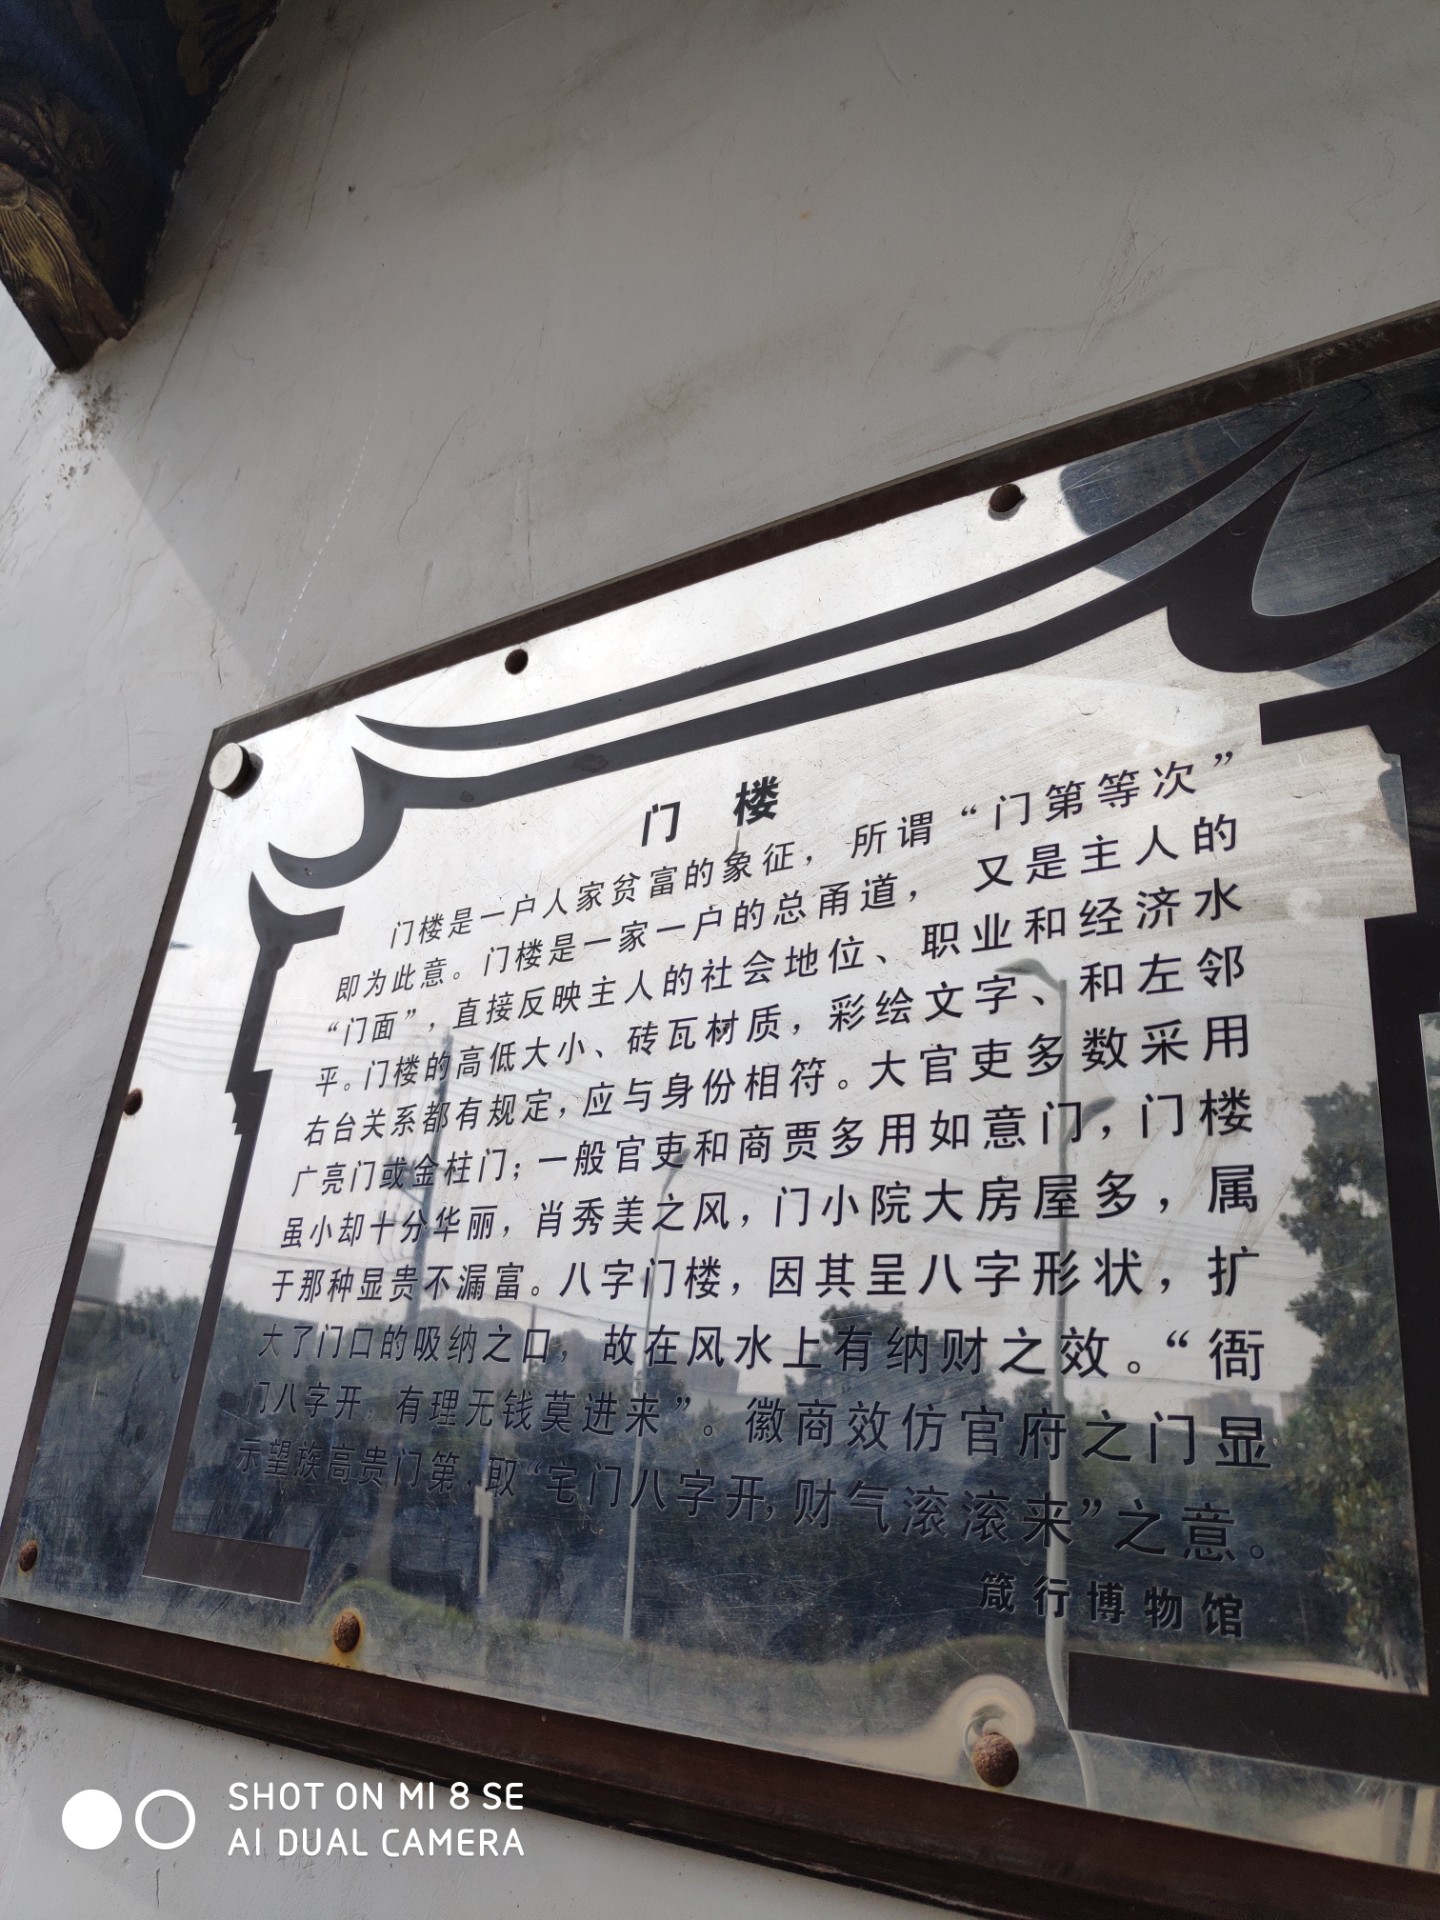 门 楼
门楼是一户人家贫富的象征，所谓“门第等次”
即为此意。门楼是一家一户的总甬道，又是主人的
“门面”，直接反映主人的社会地位、职业和经济水
平。门楼的高低大小、砖瓦材质，彩绘文字、和左邻
右台关系都有规定，应与身份相符。大官吏多数采用
广亮门或金柱门；一般官吏和商贾多用如意门，门楼
虽小却十分华丽，肖秀美之风，门小院大房屋多，属
于那种显贵不漏富。八字门楼，因其呈八字形状，扩
大了门口的吸纳之口，故在风水上有纳财之效。“衙
门八字开，有理无钱莫进来”。徽商效仿官府之门显
示望族高贵门第，取“宅门八字开，财气滚滚来”之意。
箴行博物馆
SHOT ON MI 8 SE
AI DUAL CAMERA